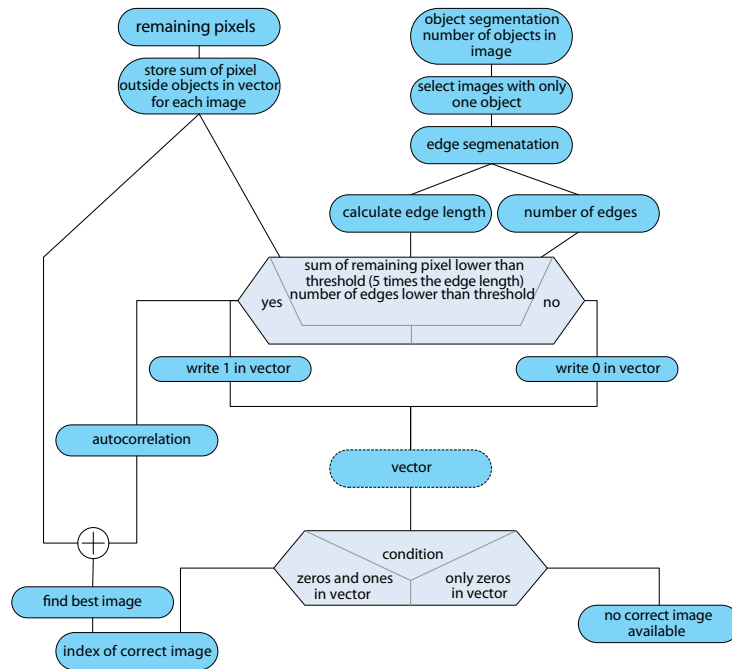 remaining pixels
store sum of pixel
outside objects in vector
for each image
object segmentation
number of objects in
image
select images with only
one object
edge segmenatation
calculate edge length
number of edges
sum of remaining pixel lower than
threshold (5 times the edge length)
number of edges lower than threshold
yes
no
write 1 in vector
write 0 in vector
autocorrelation
vector
condition
zeros and ones
in vector
only zeros
in vector
find best image
index of correct image
no correct image
available